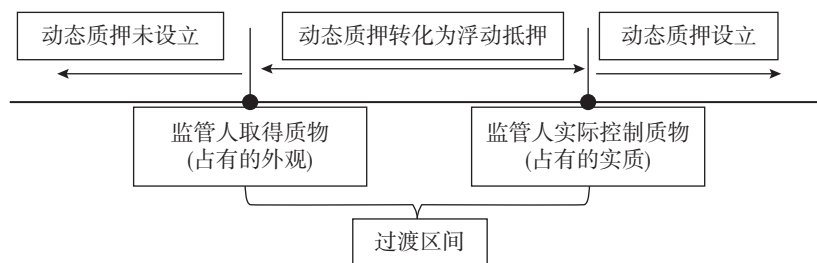 动态质押未设立
动态质押转化为浮动抵押
动态质押设立
监管人取得质物
(占有的外观)
监管人实际控制质物
(占有的实质)
过渡区间